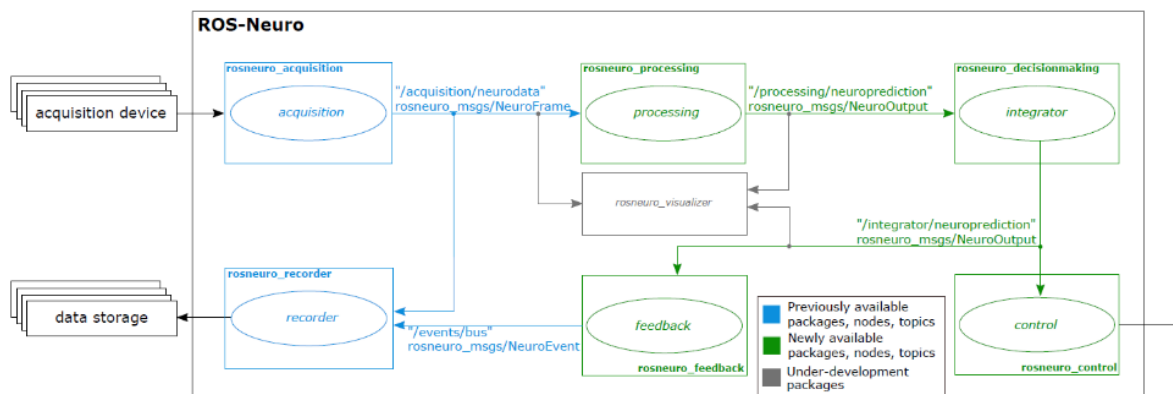 ROS-Neuro
rosneuro_acquisition
acquisition
"/acquisition/neurodata"
rosneuro_msgs/NeuroFrame
rosneuro_processing
processing
"/processing/neuroprediction"
rosneuro_msgs/NeuroOutput
rosneuro_decisionmaking
integrator
acquisition device
rosneuro_visualizer
"/integrator/neuroprediction"
rosneuro_msgs/NeuroOutput
rosneuro_recorder
recorder
data storage
"/events/bus"
rosneuro_msgs/NeuroEvent
feedback
rosneuro_feedback
Previously available
packages, nodes, topics
Newly available
packages, nodes, topics
Under-development
packages
control
rosneuro_control